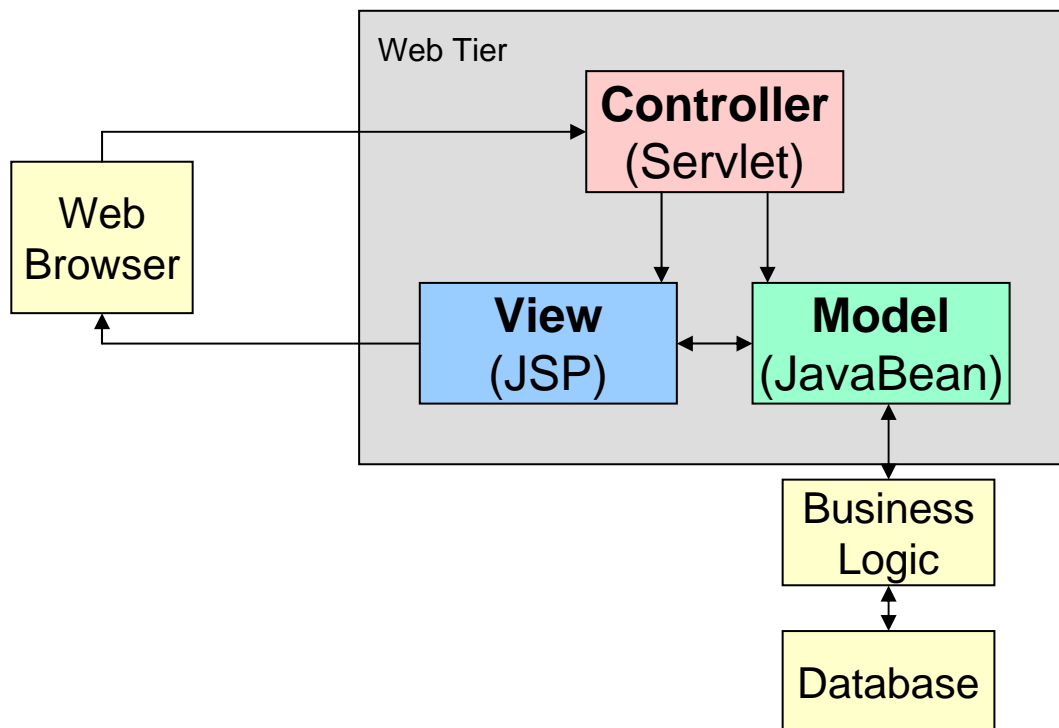 Web Tier
Controller
(Servlet)
Web
Browser
View
(JSP)
Model
(JavaBean)
Business
Logic
Database